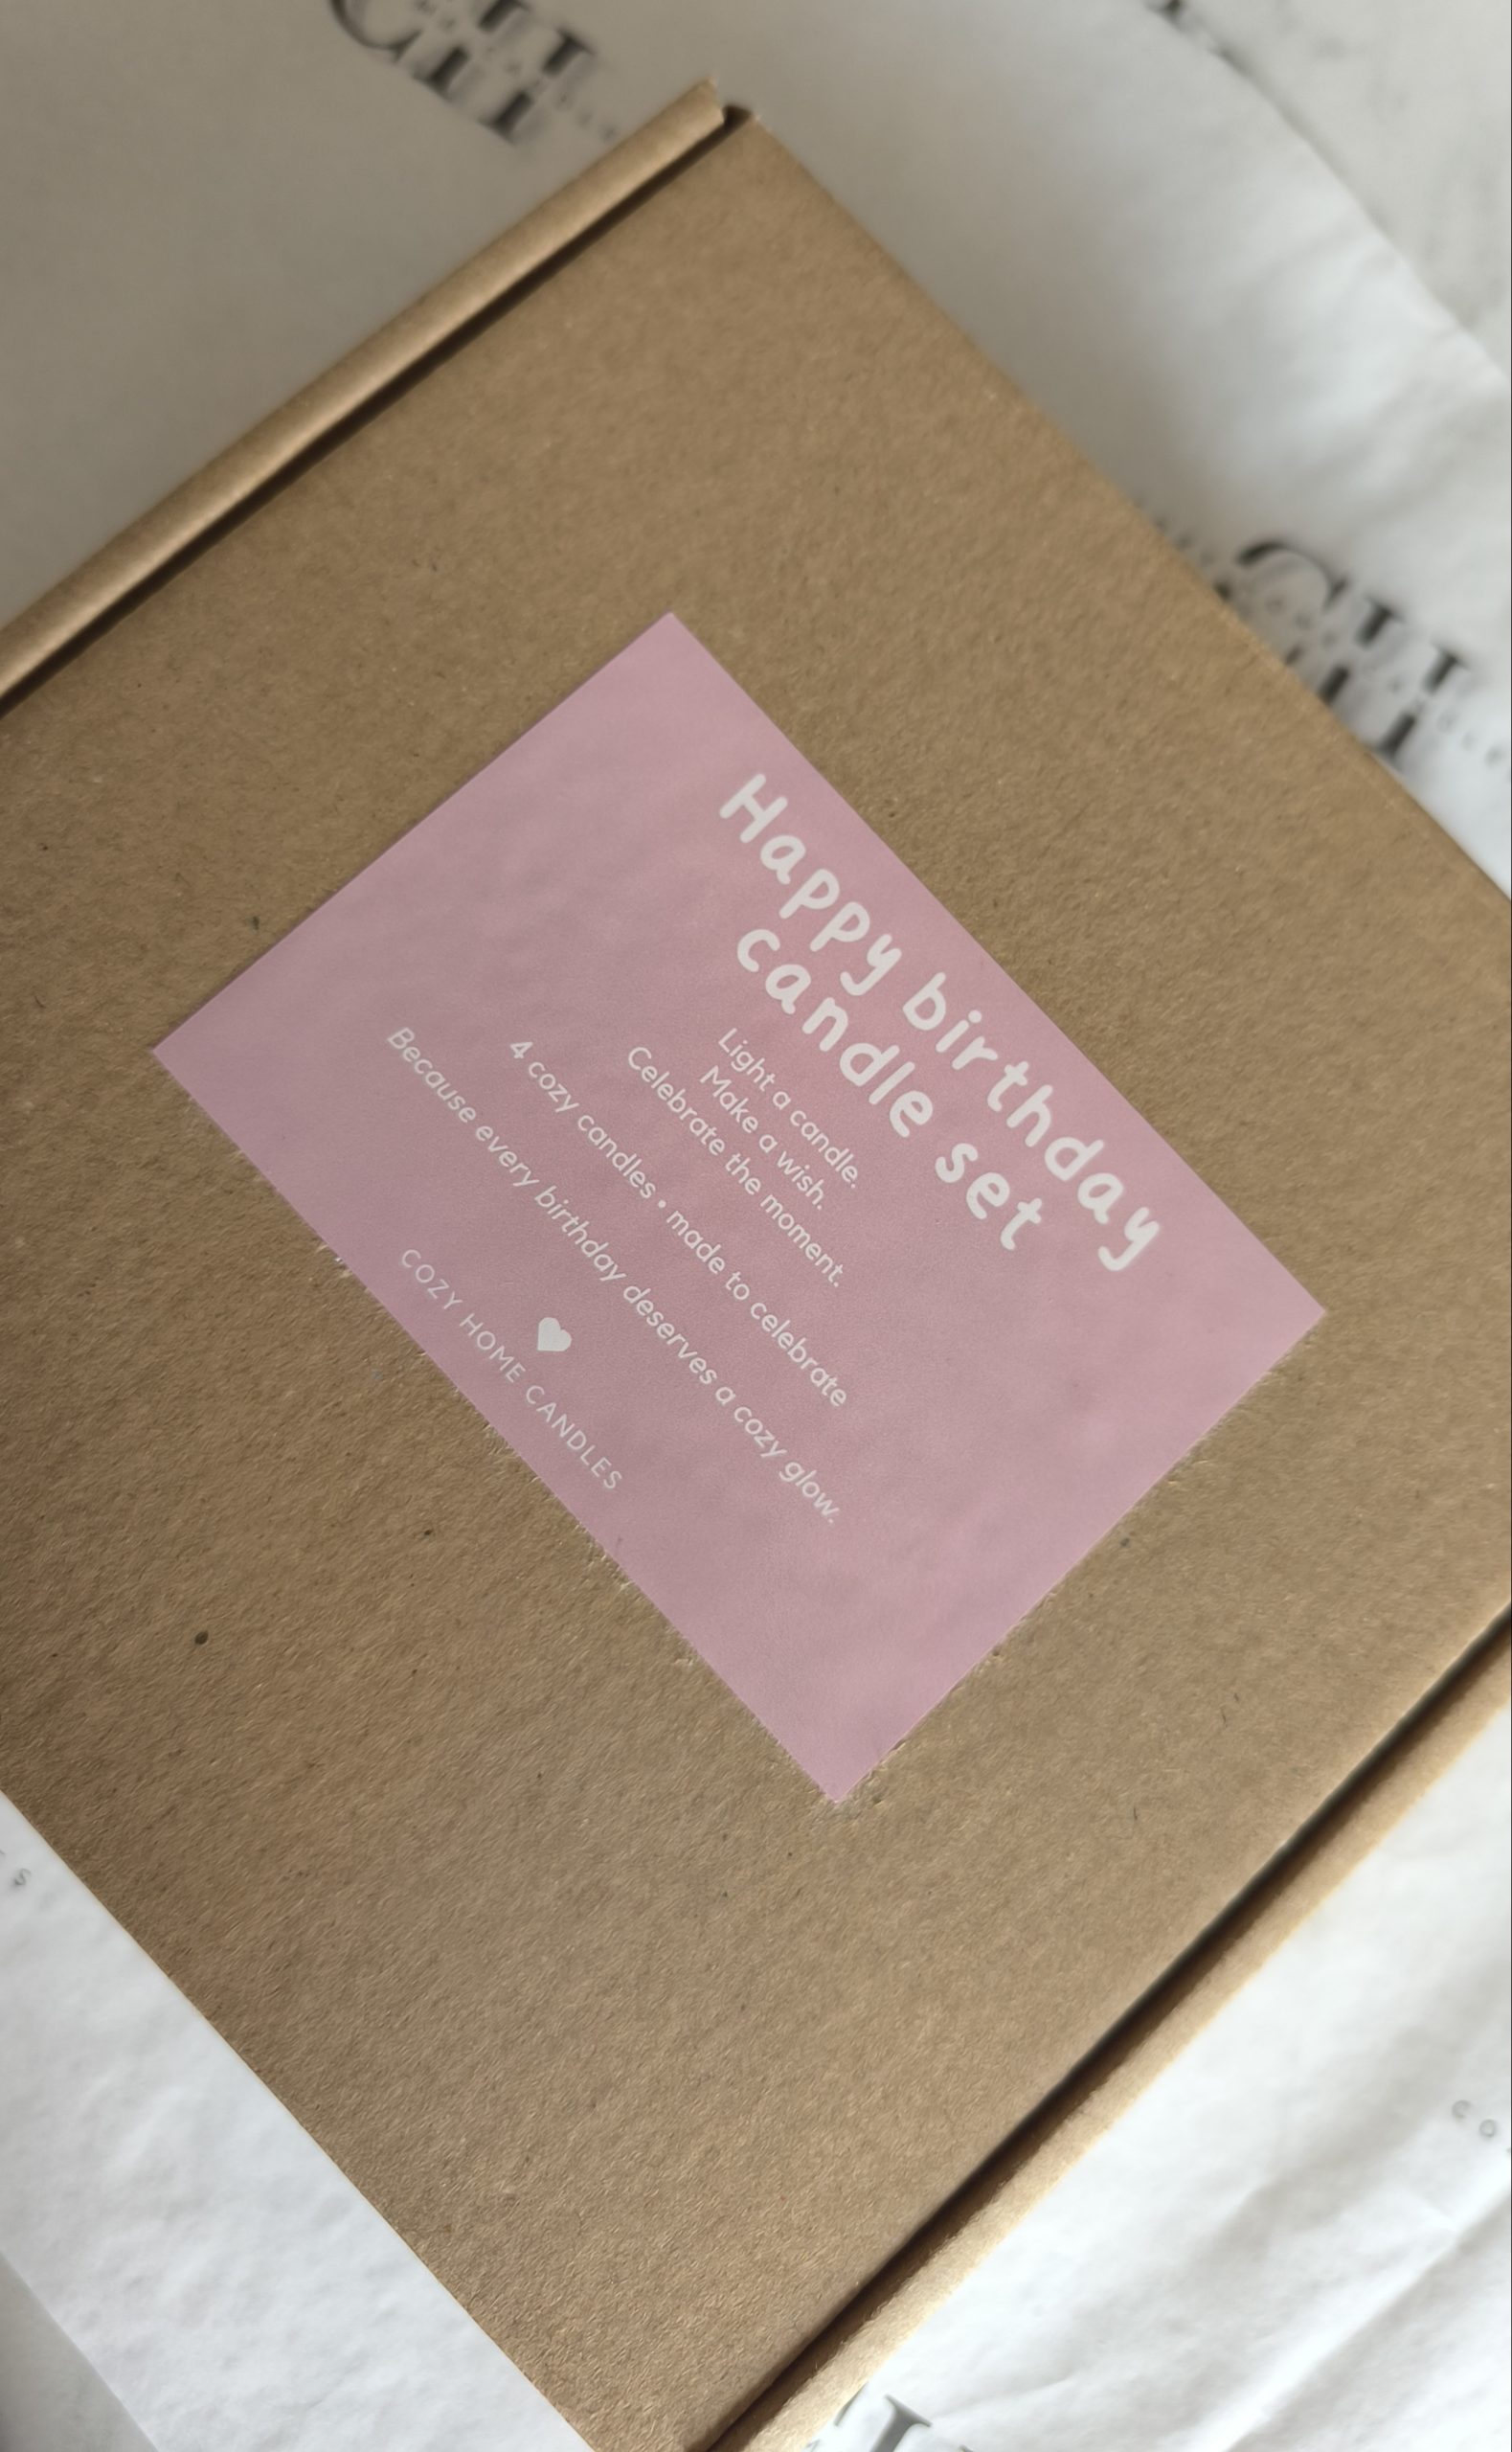 Happy birthday
candle set
Light a candle.
Make a wish.
Celebrate the moment.
4 cozy candles • made to celebrate
Because every birthday deserves a cozy glow.
COZY HOME CANDLES